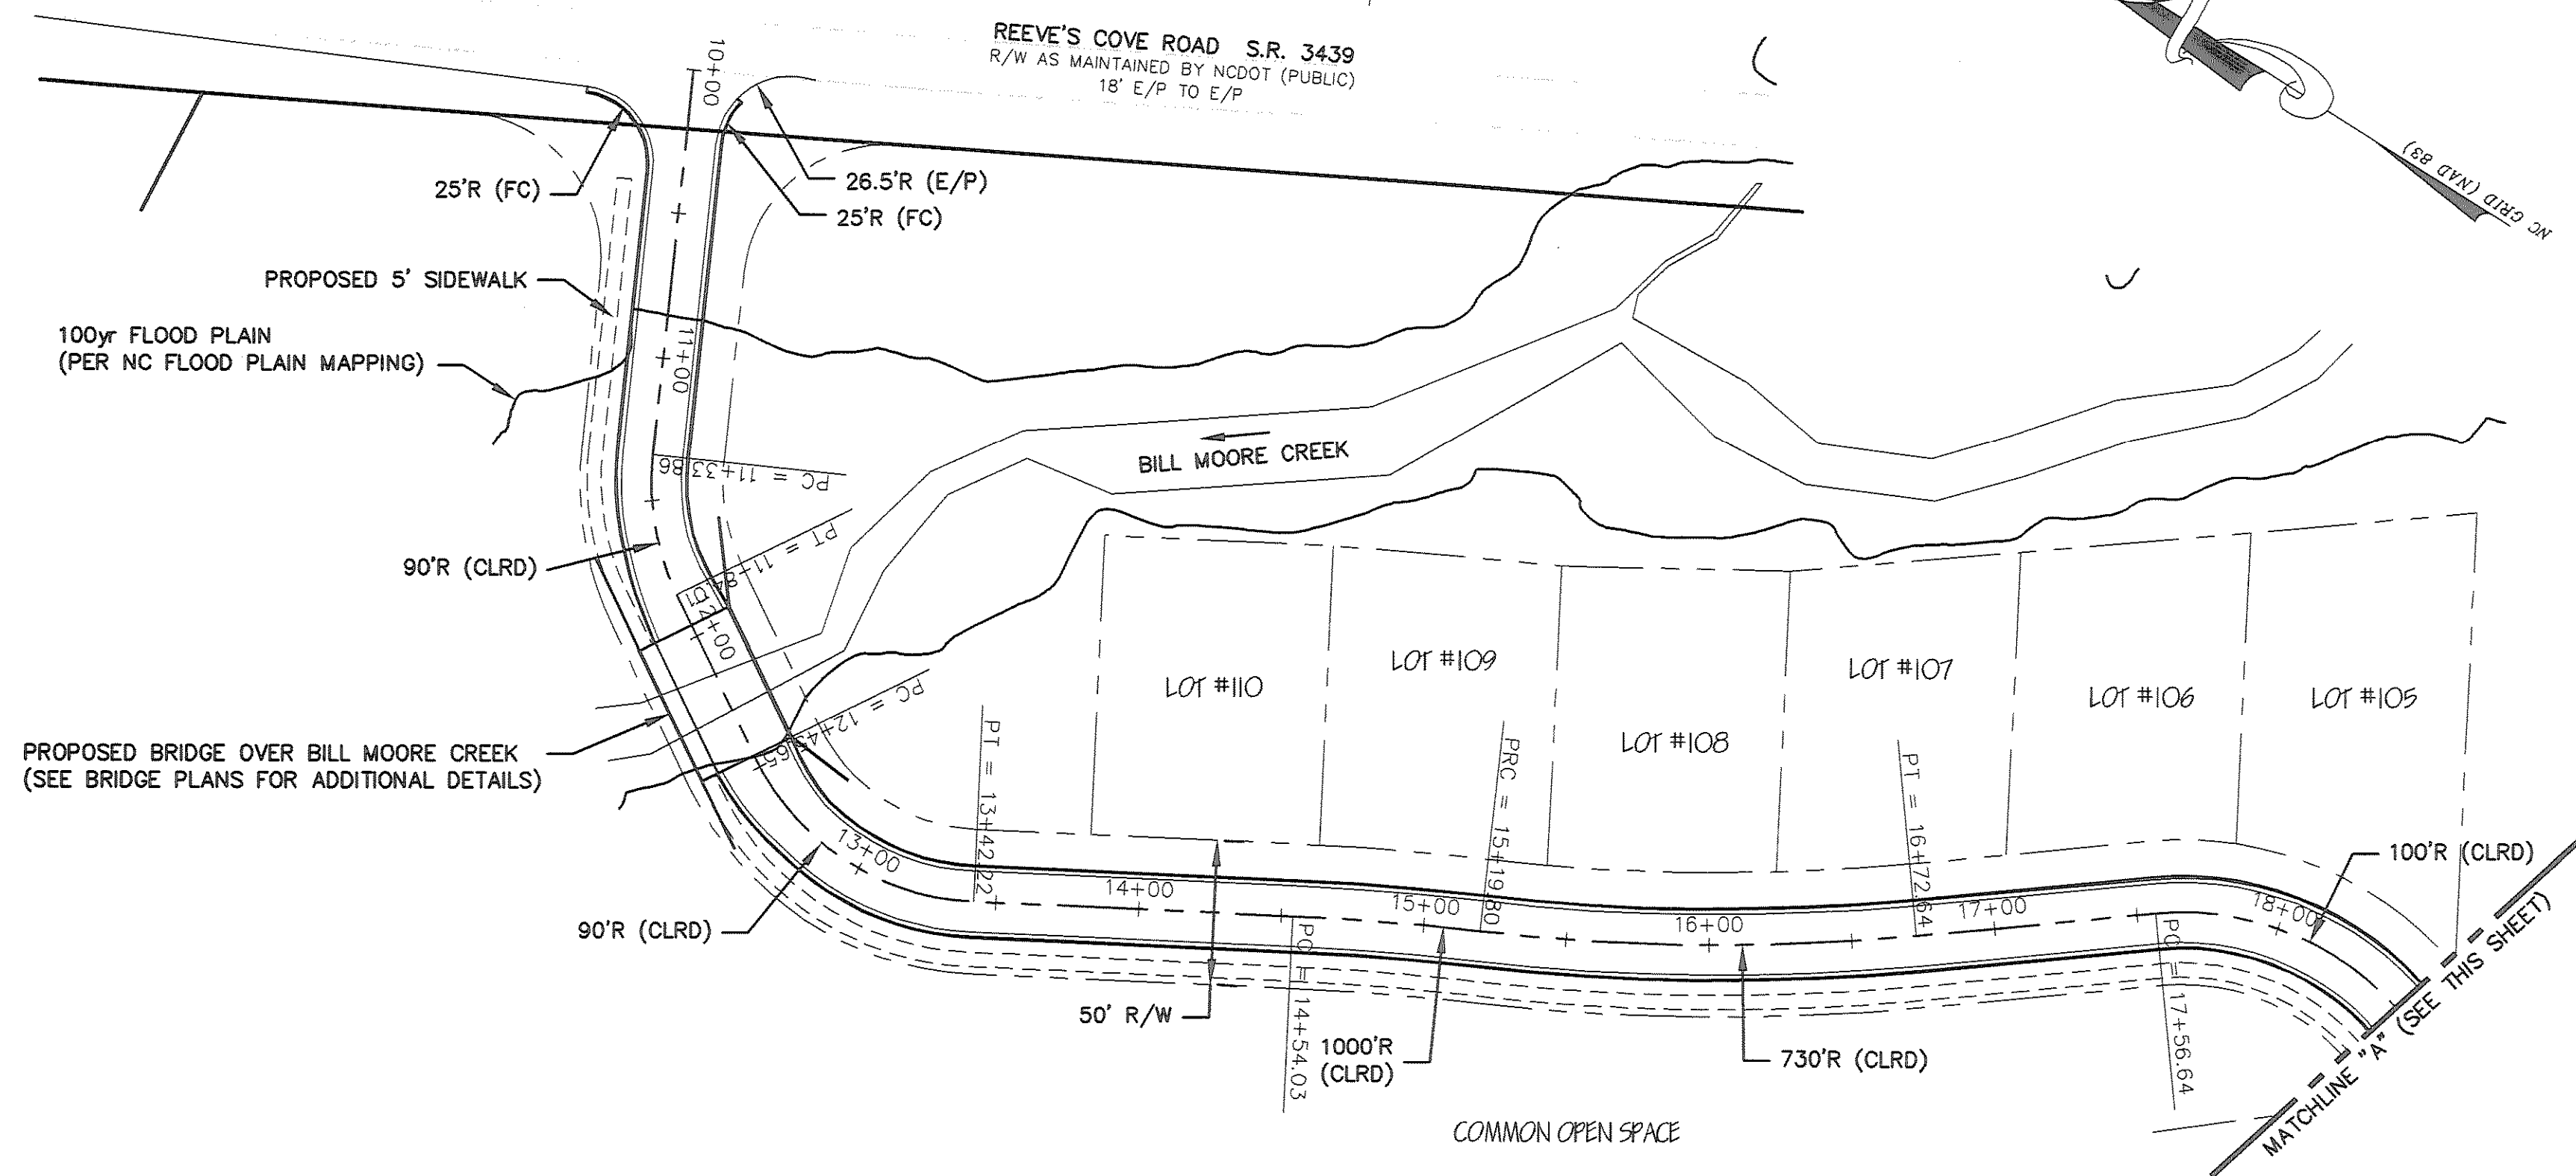 REEVE'S COVE ROAD S.R. 3439
R/W AS MAINTAINED BY NCDOT (PUBLIC)
18' E/P TO E/P
NC GRID (NAD 83)
10+00
25'R (FC)
26.5'R (E/P)
25'R (FC)
PROPOSED 5' SIDEWALK
100yr FLOOD PLAIN
(PER NC FLOOD PLAIN MAPPING)
11+00
BILL MOORE CREEK
PC = 11+33.86
PT = 11+84.
90'R (CLRD)
12+00
PC = 12+45.65
PROPOSED BRIDGE OVER BILL MOORE CREEK
(SEE BRIDGE PLANS FOR ADDITIONAL DETAILS)
LOT #110
LOT #109
LOT #108
LOT #107
LOT #106
LOT #105
PT = 13+42.22
PRC = 15+19.80
PT = 16+72.64
13+00
14+00
15+00
16+00
17+00
18+00
90'R (CLRD)
100'R (CLRD)
50' R/W
PC = 14+54.03
1000'R
(CLRD)
730'R (CLRD)
PC = 17+56.64
MATCHLINE "A" (SEE THIS SHEET)
COMMON OPEN SPACE